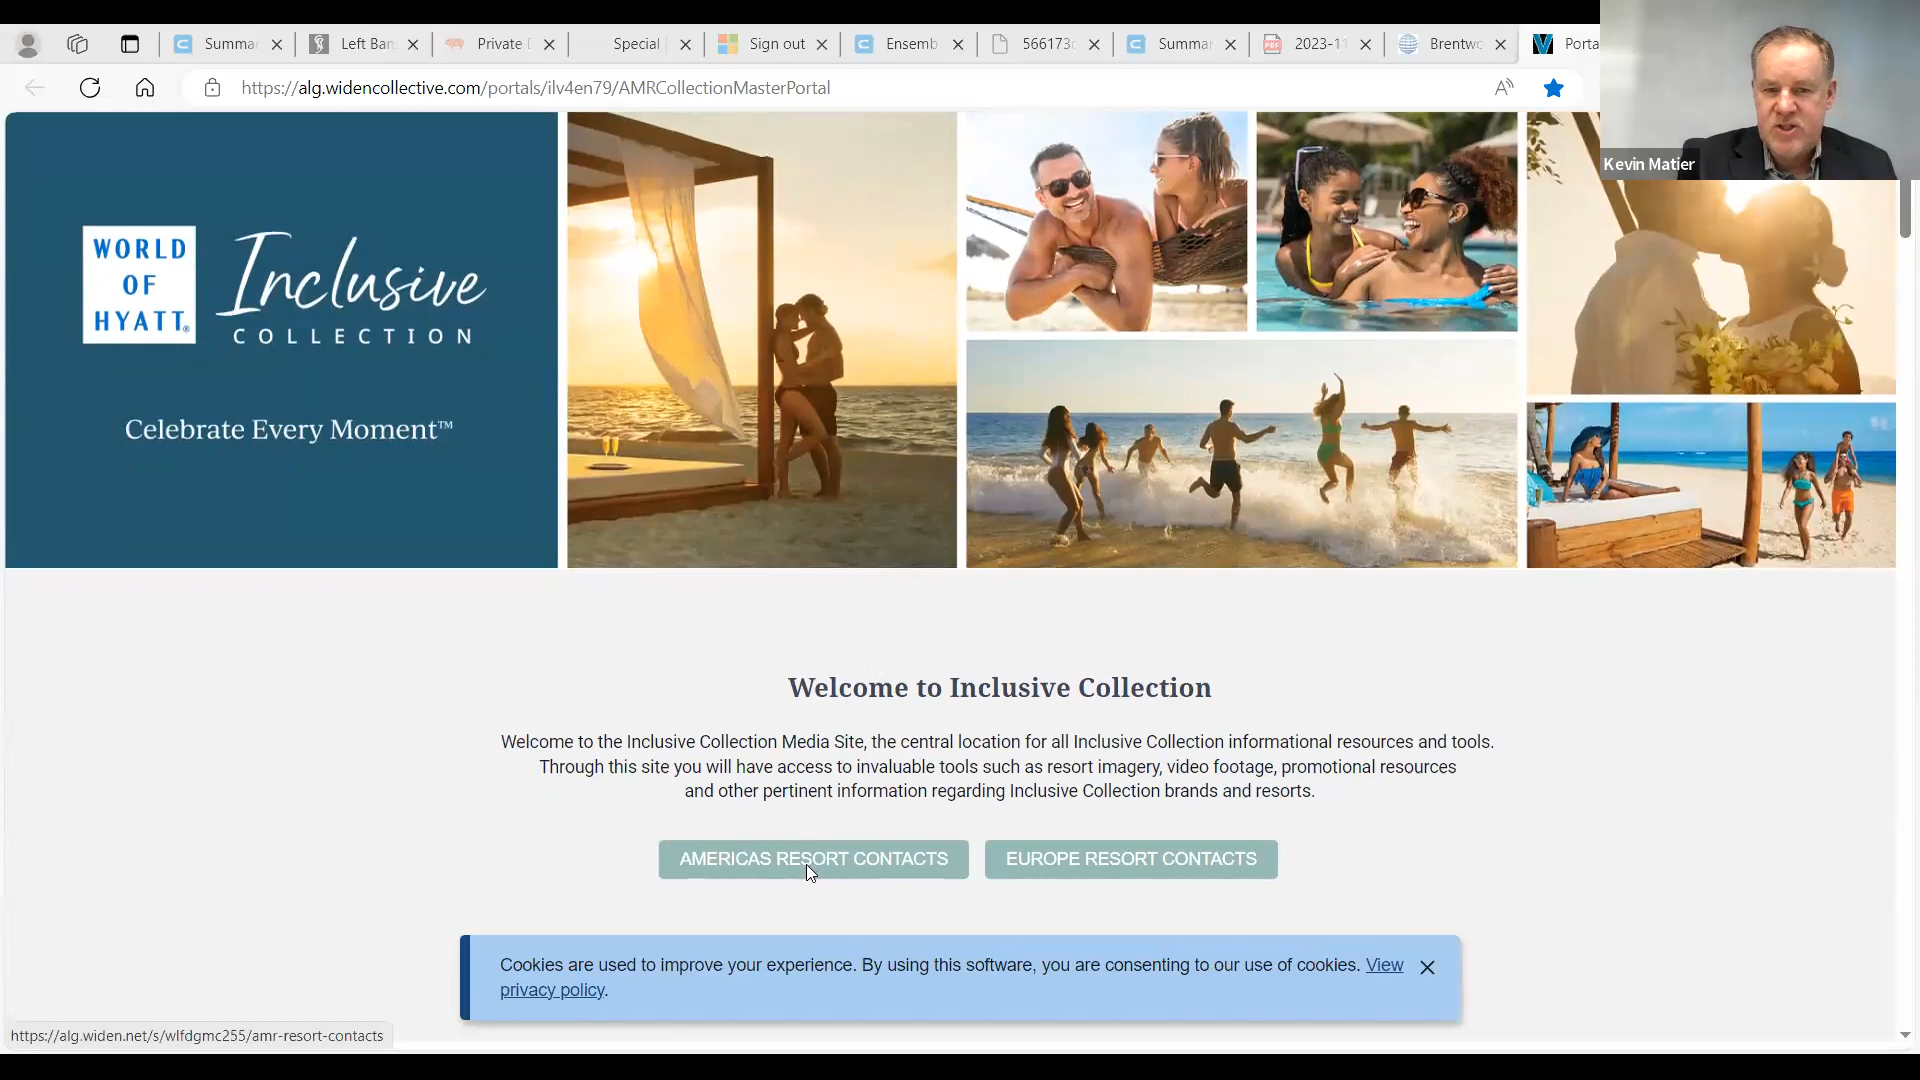 Summar
Left Ban
Private
Special
Sign out
Ensemb
566173
Summar
2023-11
Brentwo
Porta
https://alg.widencollective.com/portals/ilv4en79/AMRCollectionMasterPortal
Kevin Matier
WORLD
OF
HYATT
Inclusive
COLLECTION
Celebrate Every Moment™
Welcome to Inclusive Collection
Welcome to the Inclusive Collection Media Site, the central location for all Inclusive Collection informational resources and tools.
Through this site you will have access to invaluable tools such as resort imagery, video footage, promotional resources
and other pertinent information regarding Inclusive Collection brands and resorts.
AMERICAS RESORT CONTACTS
EUROPE RESORT CONTACTS
Cookies are used to improve your experience. By using this software, you are consenting to our use of cookies. View
privacy policy.
https://alg.widen.net/s/wlfdgmc255/amr-resort-contacts